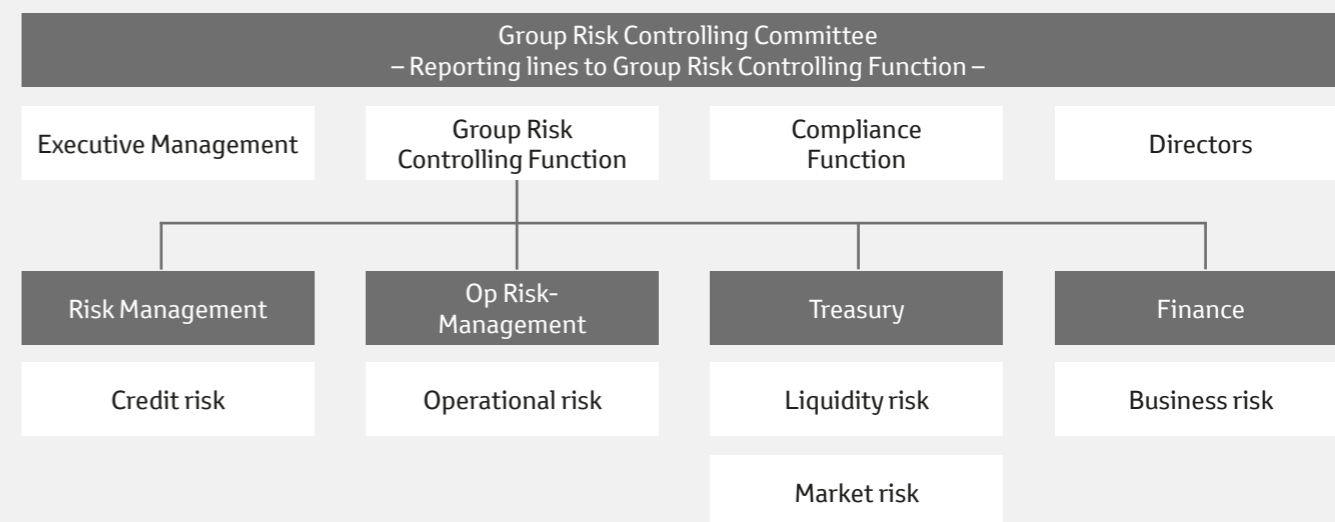 Group Risk Controlling Committee
– Reporting lines to Group Risk Controlling Function –
Executive Management
Group Risk
Controlling Function
Compliance
Function
Directors
Risk Management
Op Risk-
Management
Treasury
Finance
Credit risk
Operational risk
Liquidity risk
Business risk
Market risk